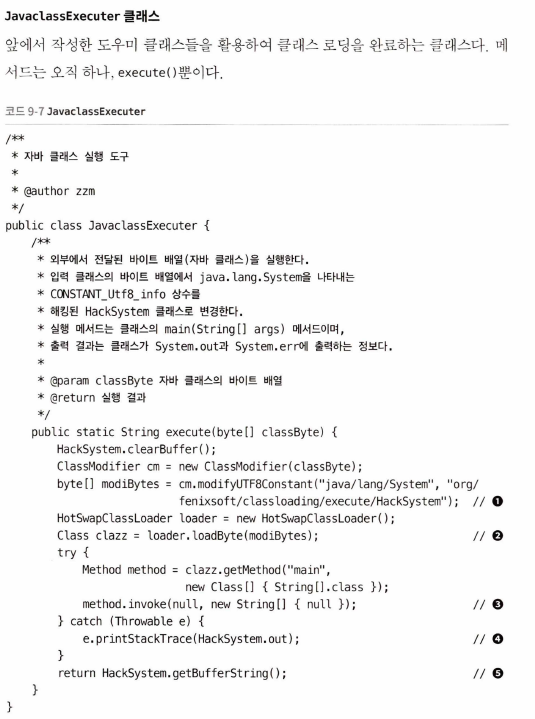 JavaclassExecuter 클래스
앞에서 작성한 도우미 클래스들을 활용하여 클래스 로딩을 완료하는 클래스다. 메
서드는 오직 하나, execute()뿐이다.
코드 9-7 JavaclassExecuter
/**
 * 자바 클래스 실행 도구
 *
 * @author zzm
 */
public class JavaclassExecuter {
    /**
     * 외부에서 전달된 바이트 배열(자바 클래스)을 실행한다.
     * 입력 클래스의 바이트 배열에서 java.lang.System을 나타내는
     * CONSTANT_Utf8_info 상수를
     * 해킹된 HackSystem 클래스로 변경한다.
     * 실행 메서드는 클래스의 main(String[] args) 메서드이며,
     * 출력 결과는 클래스가 System.out과 System.err에 출력하는 정보다.
     *
     * @param classByte 자바 클래스의 바이트 배열
     * @return 실행 결과
     */
    public static String execute(byte[] classByte) {
        HackSystem.clearBuffer();
        ClassModifier cm = new ClassModifier(classByte);
        byte[] modiBytes = cm.modifyUTF8Constant("java/lang/System", "org/
                           fenixsoft/classloading/execute/HackSystem"); // ❶
        HotSwapClassLoader loader = new HotSwapClassLoader();
        Class clazz = loader.loadByte(modiBytes); // ❷
        try {
            Method method = clazz.getMethod("main",
                            new Class[] { String[].class });
            method.invoke(null, new String[] { null }); // ❸
        } catch (Throwable e) {
            e.printStackTrace(HackSystem.out); // ❹
        }
        return HackSystem.getBufferString(); // ❺
    }
}